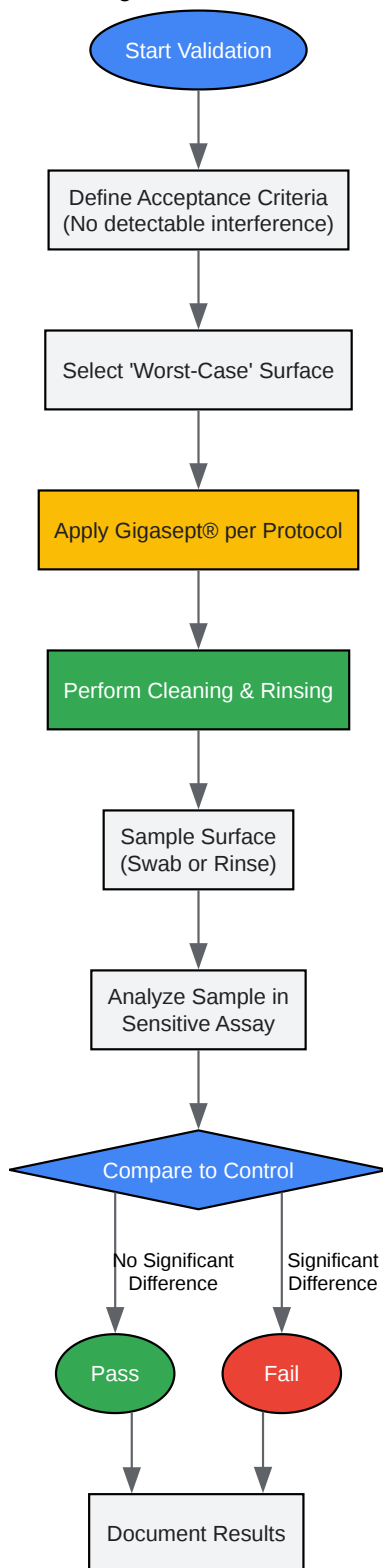 Start Validation
Define Acceptance Criteria
(No detectable interference)
Select 'Worst-Case' Surface
Apply Gigasept® per Protocol
Perform Cleaning & Rinsing
Sample Surface
(Swab or Rinse)
Analyze Sample in
Sensitive Assay
Compare to Control
No Significant
Difference
Significant
Difference
Pass
Fail
Document Results